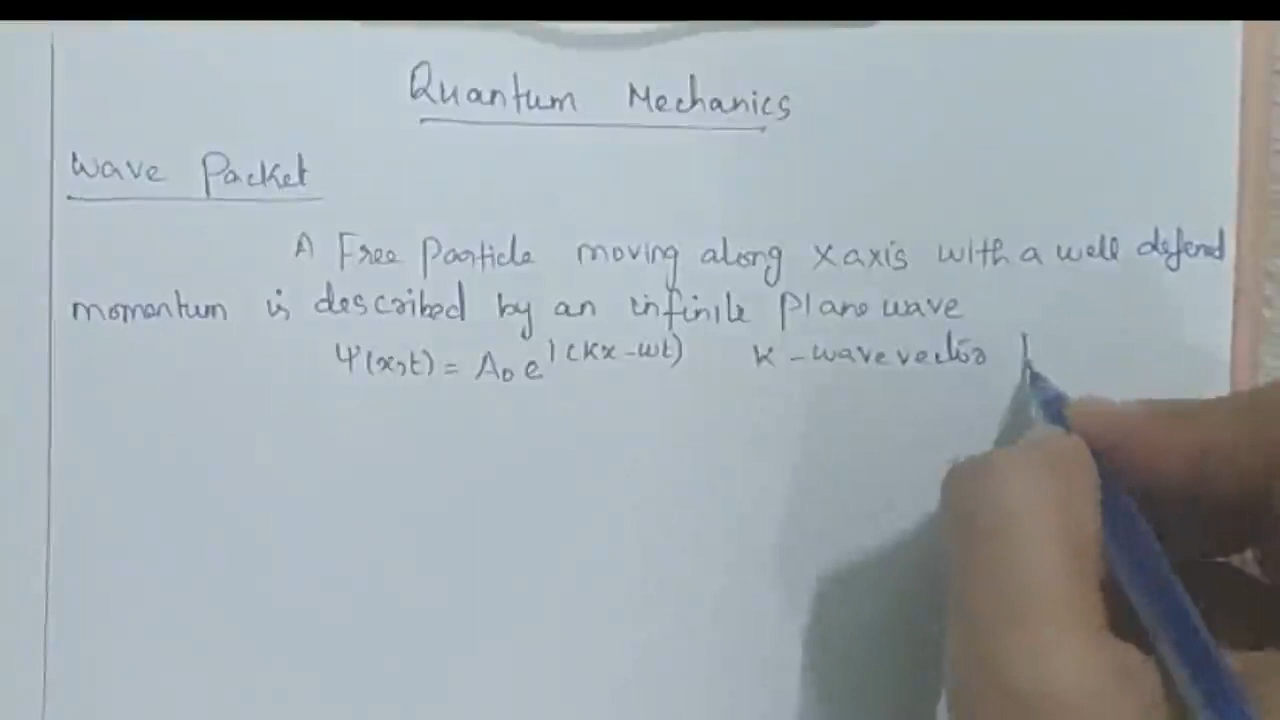 Quantum Mechanics
Wave Packet
A Free Particle moving along x axis with a well defined
momentum is described by an infinite Plane wave
Ψ(x,t) = A₀ e^i(kx-ωt) k - wave vector